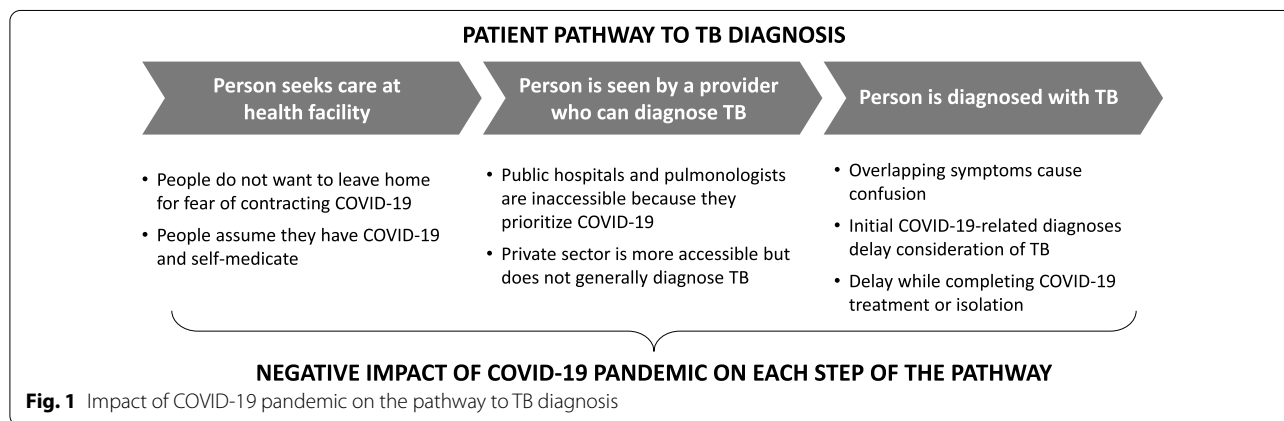 PATIENT PATHWAY TO TB DIAGNOSIS
Person seeks care at
health facility
Person is seen by a provider
who can diagnose TB
Person is diagnosed with TB
• People do not want to leave home
for fear of contracting COVID-19
• People assume they have COVID-19
and self-medicate
• Public hospitals and pulmonologists
are inaccessible because they
prioritize COVID-19
• Private sector is more accessible but
does not generally diagnose TB
• Overlapping symptoms cause
confusion
• Initial COVID-19-related diagnoses
delay consideration of TB
• Delay while completing COVID-19
treatment or isolation
NEGATIVE IMPACT OF COVID-19 PANDEMIC ON EACH STEP OF THE PATHWAY
Fig. 1 Impact of COVID-19 pandemic on the pathway to TB diagnosis